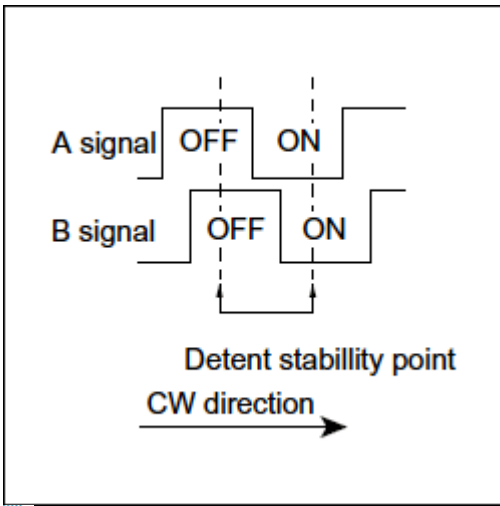 A signal OFF ON
B signal OFF ON
Detent stabillity point
CW direction